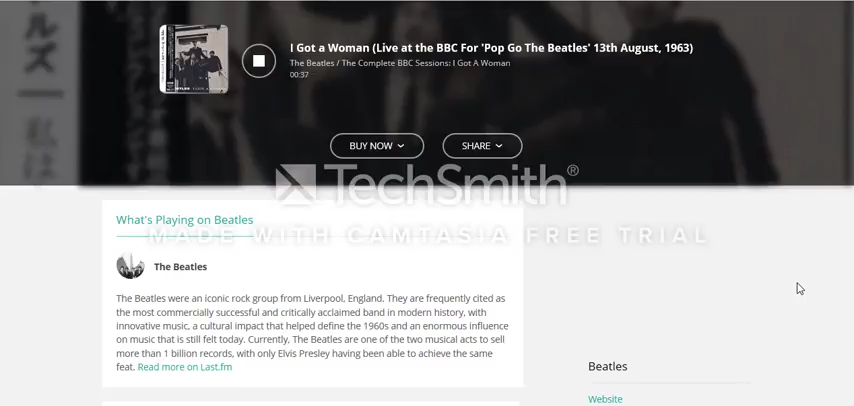 I Got a Woman (Live at the BBC For 'Pop Go The Beatles' 13th August, 1963)
The Beatles / The Complete BBC Sessions: I Got A Woman
00:37
BUY NOW
SHARE
TechSmith®
MADE WITH CAMTASIA FREE TRIAL
What's Playing on Beatles
The Beatles
The Beatles were an iconic rock group from Liverpool, England. They are frequently cited as
the most commercially successful and critically acclaimed band in modern history, with
innovative music, a cultural impact that helped define the 1960s and an enormous influence
on music that is still felt today. Currently, The Beatles are one of the two musical acts to sell
more than 1 billion records, with only Elvis Presley having been able to achieve the same
feat. Read more on Last.fm
Beatles
Website